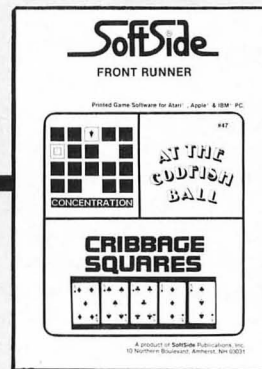 SoftSide
FRONT RUNNER
Printed Game Software for Atari®, Apple® & IBM® PC.
CONCENTRATION
#47
AT THE
CODFISH
BALL
CRIBBAGE
SQUARES
A product of SoftSide Publications, Inc.
10 Northern Boulevard, Amherst, NH 03031